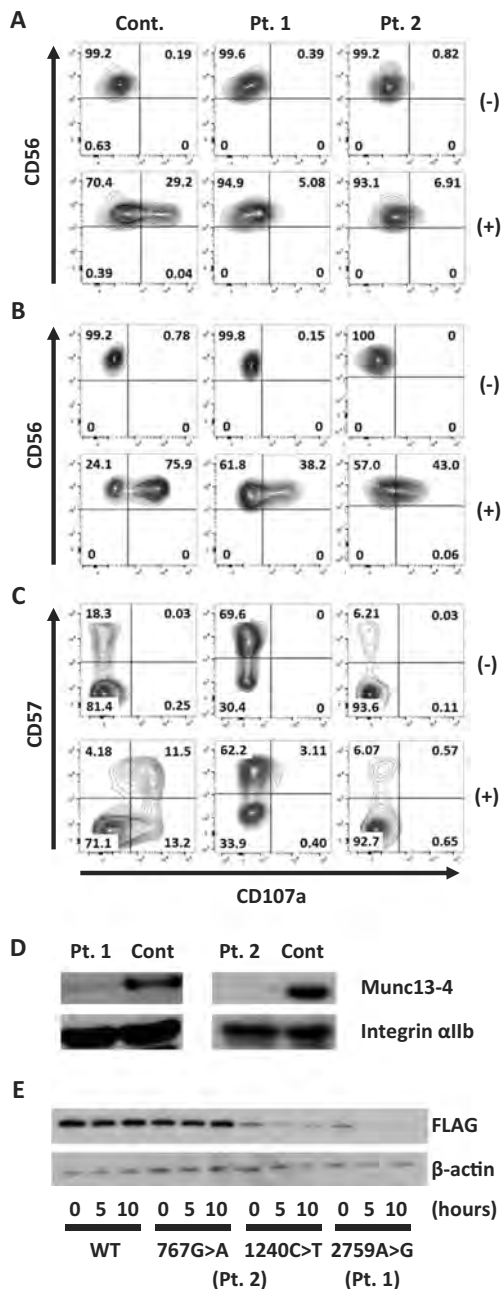 A
Cont. Pt. 1 Pt. 2
99.2 0.19 99.6 0.39 99.2 0.82
(-)
0.63 0 0 0 0 0
CD56
70.4 29.2 94.9 5.08 93.1 6.91
(+)
0.39 0.04 0 0 0 0
B
99.2 0.78 99.8 0.15 100 0
(-)
0 0 0 0 0 0
CD56
24.1 75.9 61.8 38.2 57.0 43.0
(+)
0 0 0 0 0 0.06
C
18.3 0.03 69.6 0 6.21 0.03
(-)
81.4 0.25 30.4 0 93.6 0.11
CD57
4.18 11.5 62.2 3.11 6.07 0.57
(+)
71.1 13.2 33.9 0.40 92.7 0.65
CD107a
D
Pt. 1 Cont Pt. 2 Cont
Munc13-4
Integrin αIIb
E
FLAG
β-actin
0 5 10 0 5 10 0 5 10 0 5 10 (hours)
WT 767G>A 1240C>T 2759A>G
(Pt. 2) (Pt. 1)